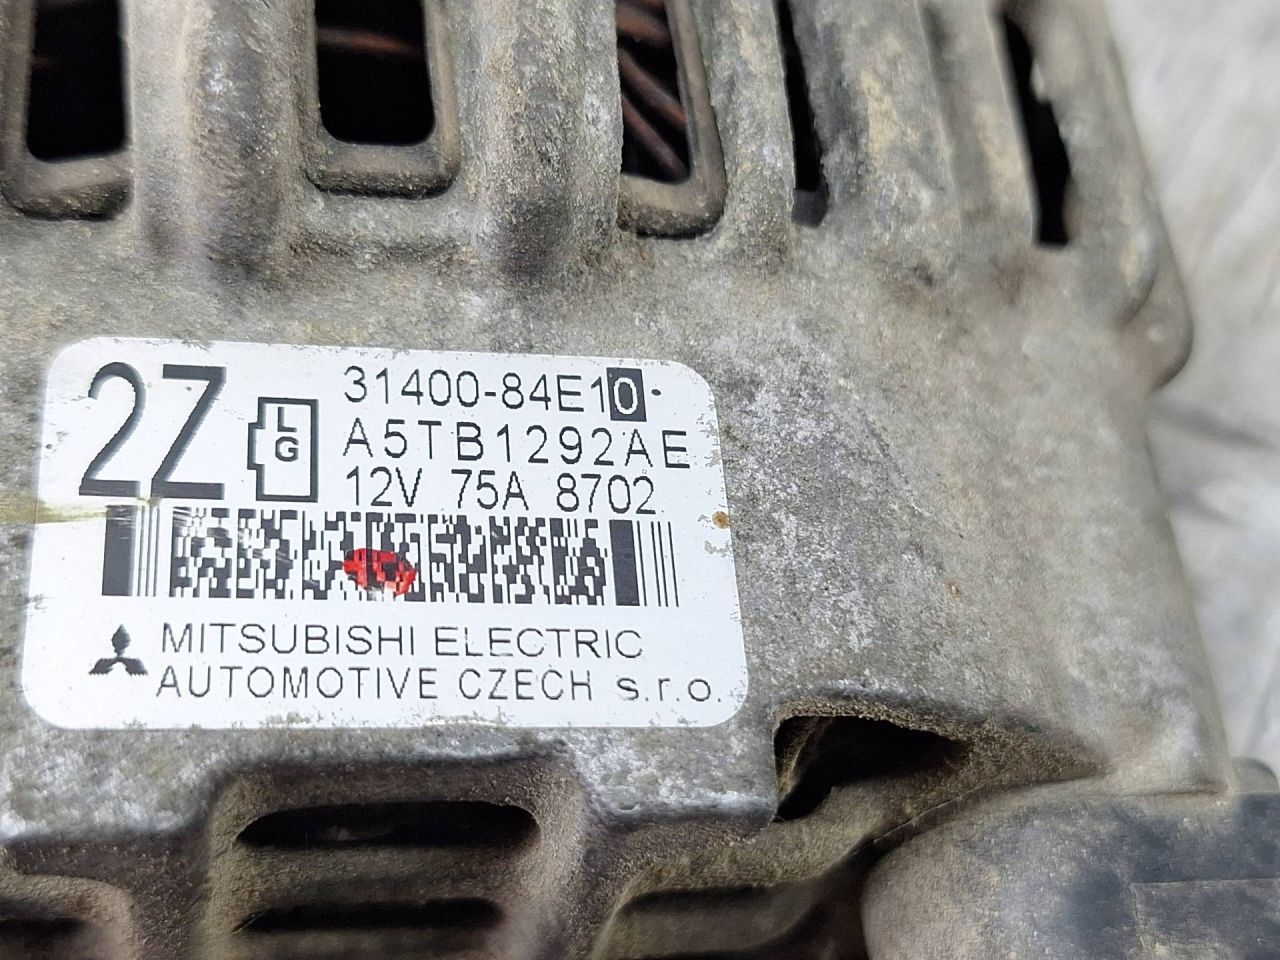 2Z
L
G
31400-84E10
A5TB1292AE
12V 75A 8702
MITSUBISHI ELECTRIC
AUTOMOTIVE CZECH s.r.o.